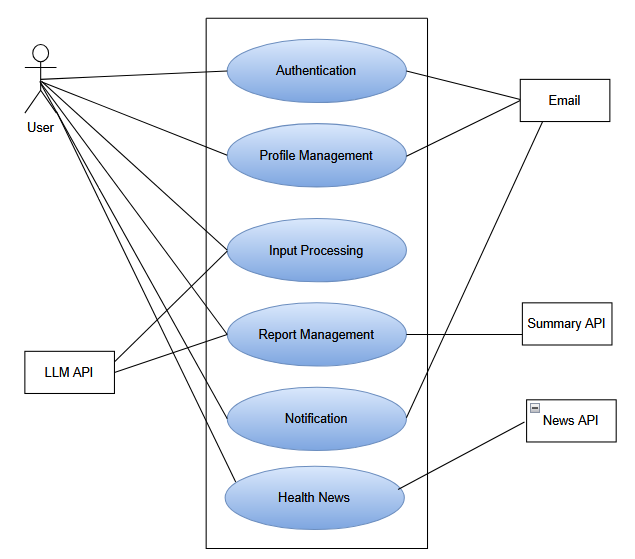 Authentication
Email
User
Profile Management
Input Processing
Report Management
Summary API
LLM API
Notification
News API
Health News